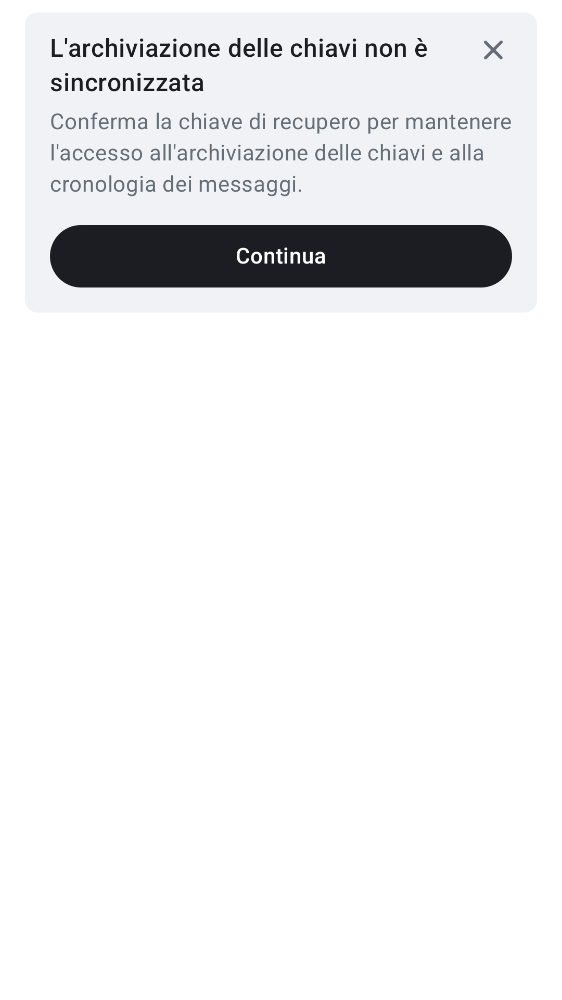 L'archiviazione delle chiavi non è
sincronizzata
Conferma la chiave di recupero per mantenere
l'accesso all'archiviazione delle chiavi e alla
cronologia dei messaggi.
Continua